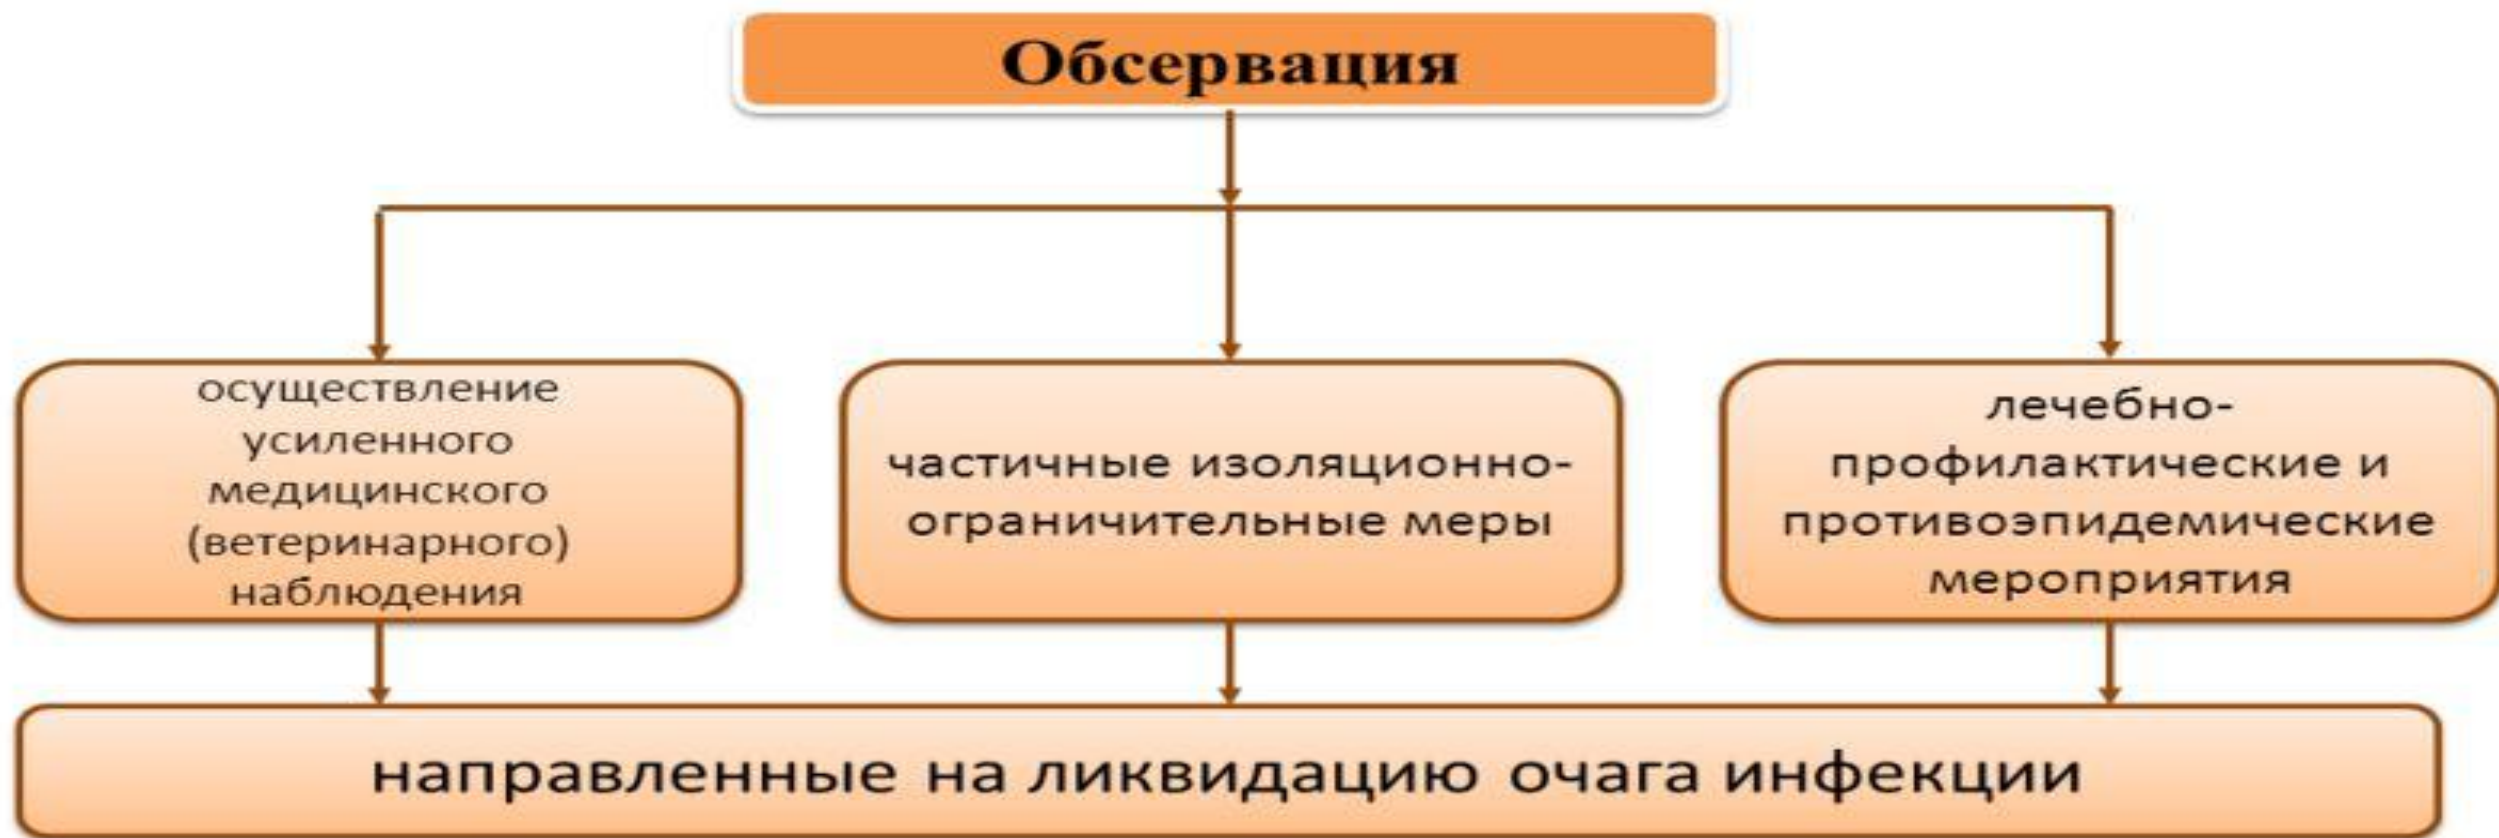 Обсервация
осуществление
усиленного
медицинского
(ветеринарного)
наблюдения
частичные изоляционно-
ограничительные меры
лечебно-
профилактические и
противоэпидемические
мероприятия
направленные на ликвидацию очага инфекции